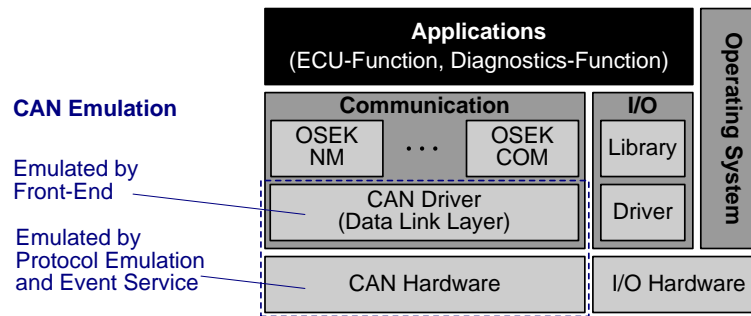 Applications
(ECU-Function, Diagnostics-Function)
Operating System
CAN Emulation
Communication
I/O
OSEK
NM
. . .
OSEK
COM
Library
Emulated by
Front-End
CAN Driver
(Data Link Layer)
Driver
Emulated by
Protocol Emulation
and Event Service
CAN Hardware
I/O Hardware